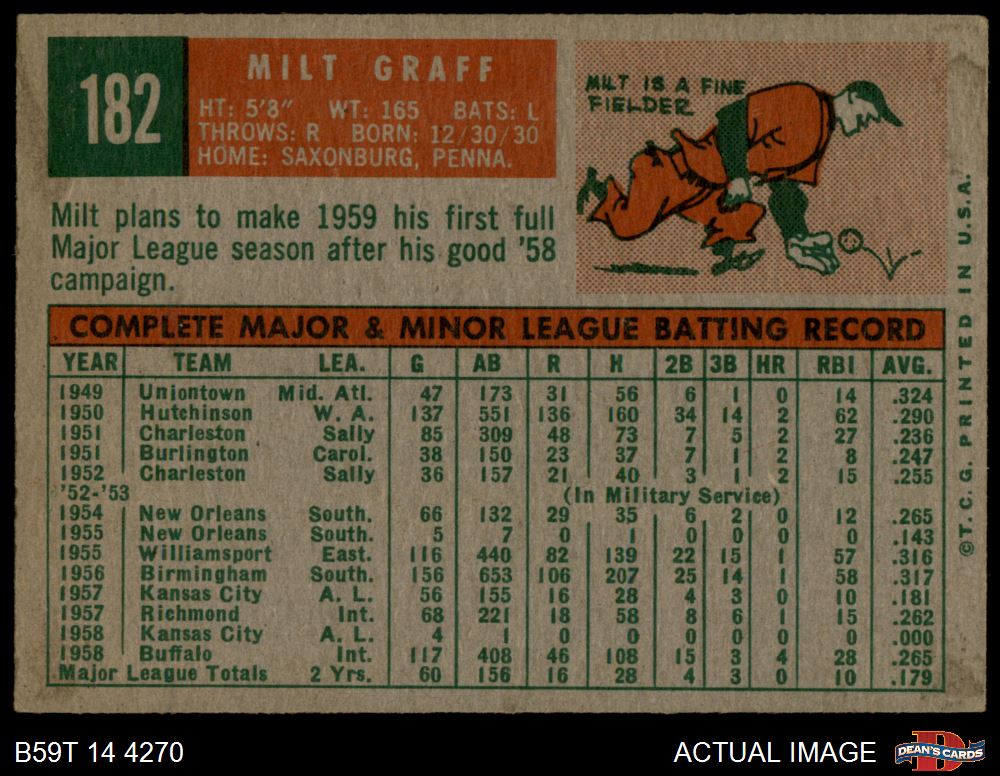 182
MILT GRAFF
HT: 5'8" WT: 165 BATS: L
THROWS: R BORN: 12/30/30
HOME: SAXONBURG, PENNA.
MILT IS A FINE
FIELDER
Milt plans to make 1959 his first full
Major League season after his good '58
campaign.
COMPLETE MAJOR & MINOR LEAGUE BATTING RECORD
YEAR TEAM LEA. G AB R H 2B 3B HR RBI AVG.
1949 Uniontown Mid. Atl. 47 173 31 56 6 1 0 14 .324
1950 Hutchinson W. A. 137 551 136 160 34 14 2 62 .290
1951 Charleston Sally 85 309 48 73 7 5 2 27 .236
1951 Burlington Carol. 38 150 23 37 7 1 2 8 .247
1952 Charleston Sally 36 157 21 40 3 1 2 15 .255
'52-'53 (In Military Service)
1954 New Orleans South. 66 132 29 35 6 2 0 12 .265
1955 New Orleans South. 5 7 0 1 0 0 0 0 .143
1955 Williamsport East. 116 440 82 139 22 15 1 57 .316
1956 Birmingham South. 156 653 106 207 25 14 1 58 .317
1957 Kansas City A. L. 56 155 16 28 4 3 0 10 .181
1957 Richmond Int. 68 221 18 58 8 6 1 15 .262
1958 Kansas City A. L. 4 1 0 0 0 0 0 0 .000
1958 Buffalo Int. 117 408 46 108 15 3 4 28 .265
Major League Totals 2 Yrs. 60 156 16 28 4 3 0 10 .179
©T.C.G. PRINTED IN U.S.A.
B59T 14 4270
ACTUAL IMAGE
DEAN'S CARDS